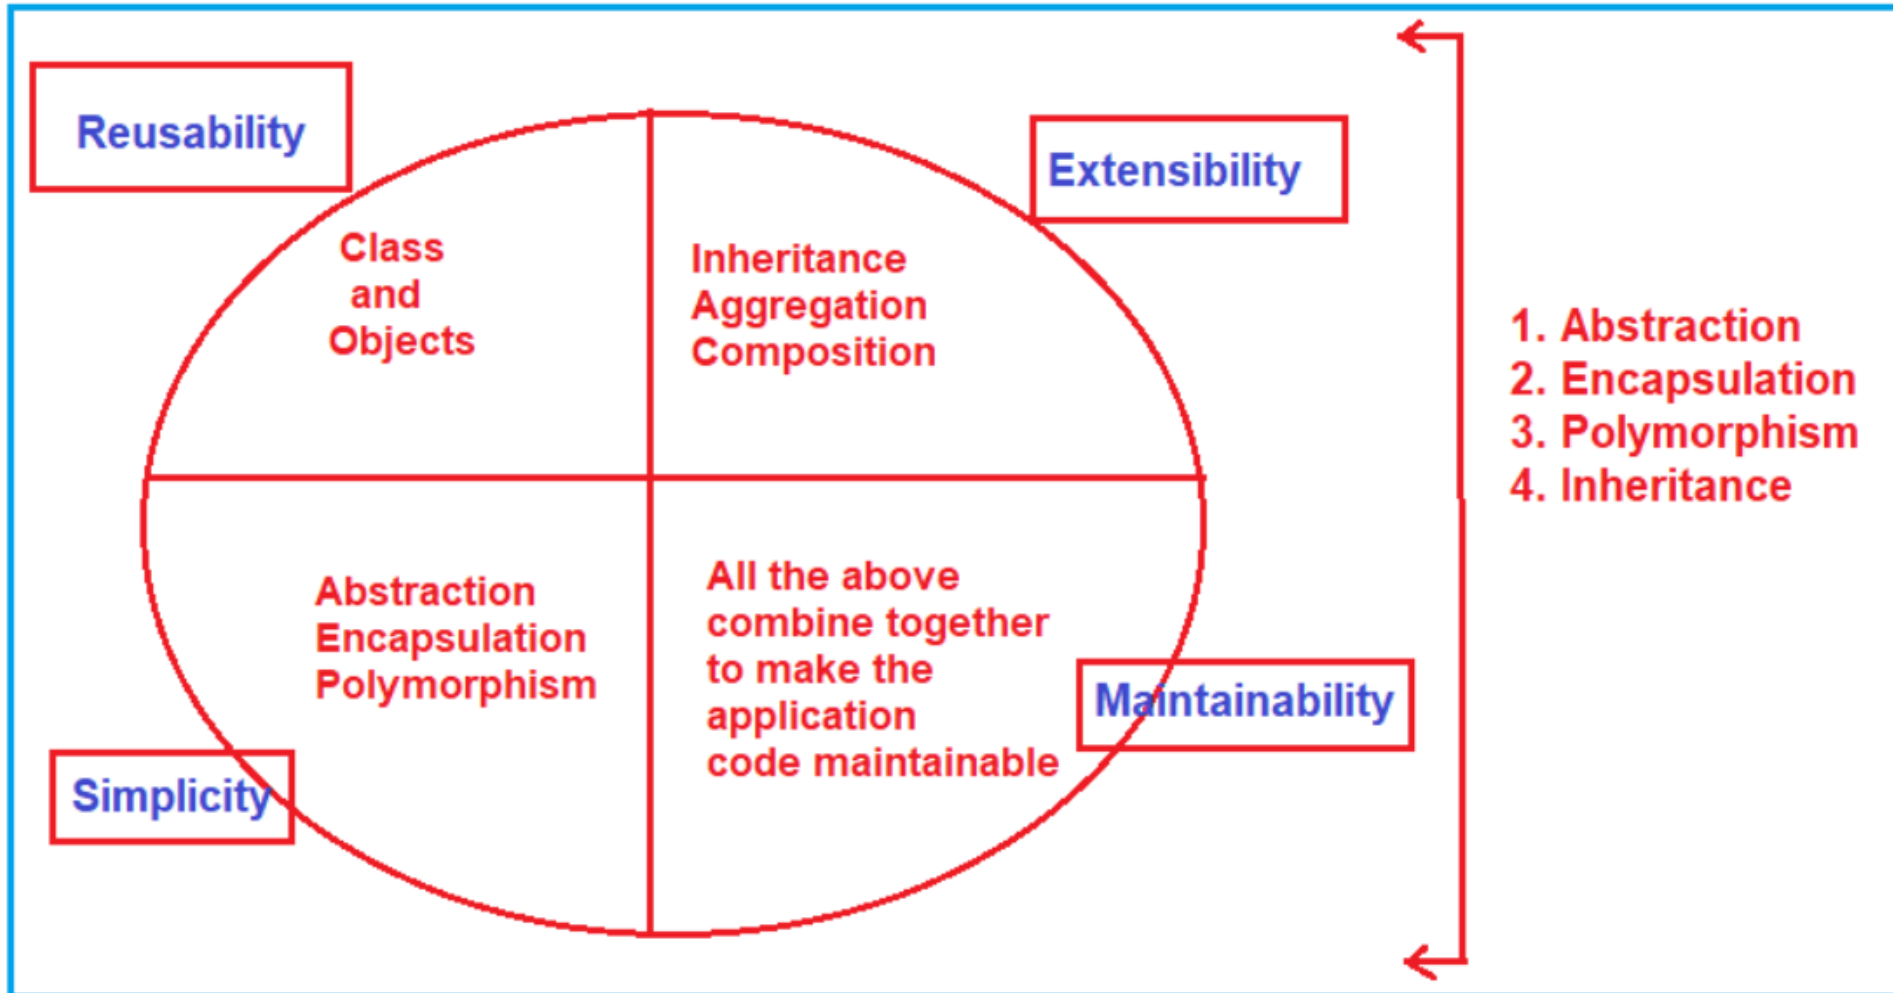 Reusability
Class
and
Objects
Extensibility
Inheritance
Aggregation
Composition
Simplicity
Abstraction
Encapsulation
Polymorphism
All the above
combine together
to make the
application
code maintainable
Maintainability
1. Abstraction
2. Encapsulation
3. Polymorphism
4. Inheritance